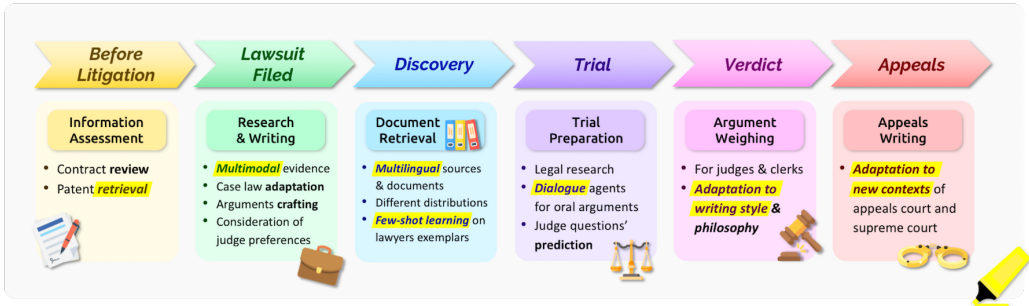 Before
Litigation
Lawsuit
Filed
Discovery
Trial
Verdict
Appeals
Information
Assessment
• Contract review
• Patent retrieval
Research
& Writing
• Multimodal evidence
• Case law adaptation
• Arguments crafting
• Consideration of
judge preferences
Document
Retrieval
• Multilingual sources
& documents
• Different distributions
• Few-shot learning on
lawyers exemplars
Trial
Preparation
• Legal research
• Dialogue agents
for oral arguments
• Judge questions’
prediction
Argument
Weighing
• For judges & clerks
• Adaptation to
writing style &
philosophy
Appeals
Writing
• Adaptation to
new contexts of
appeals court and
supreme court